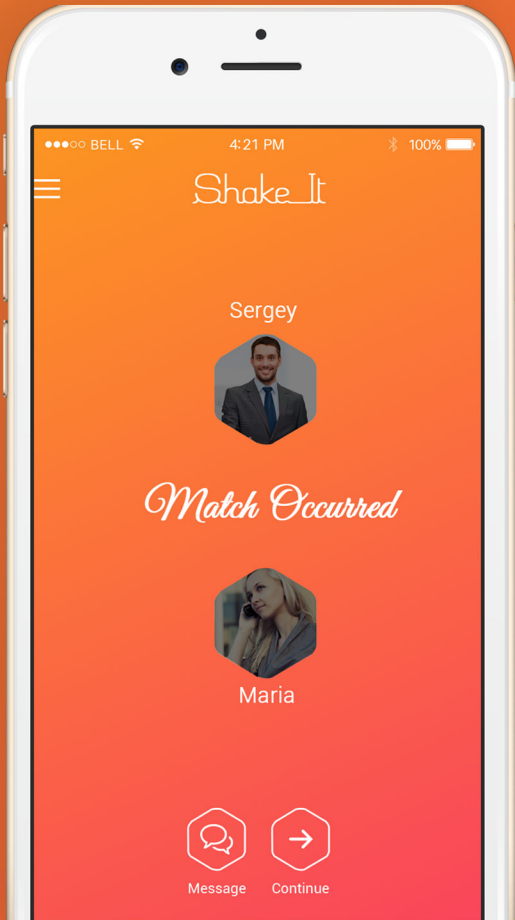 BELL 4:21 PM 100%
Shake It
Sergey
Match Occurred
Maria
Message Continue